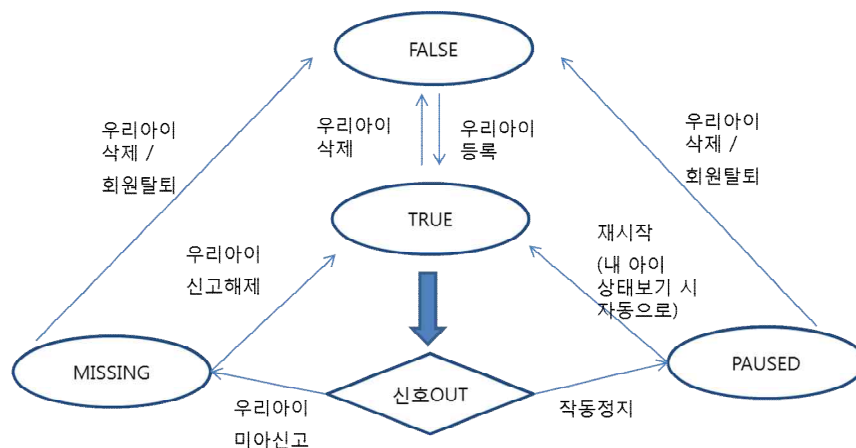 FALSE
우리아이
삭제 /
회원탈퇴
우리아이
삭제
우리아이
등록
우리아이
삭제 /
회원탈퇴
TRUE
우리아이
신고해제
재시작
(내 아이
상태보기 시
자동으로)
MISSING
신호OUT
PAUSED
우리아이
미아신고
작동정지